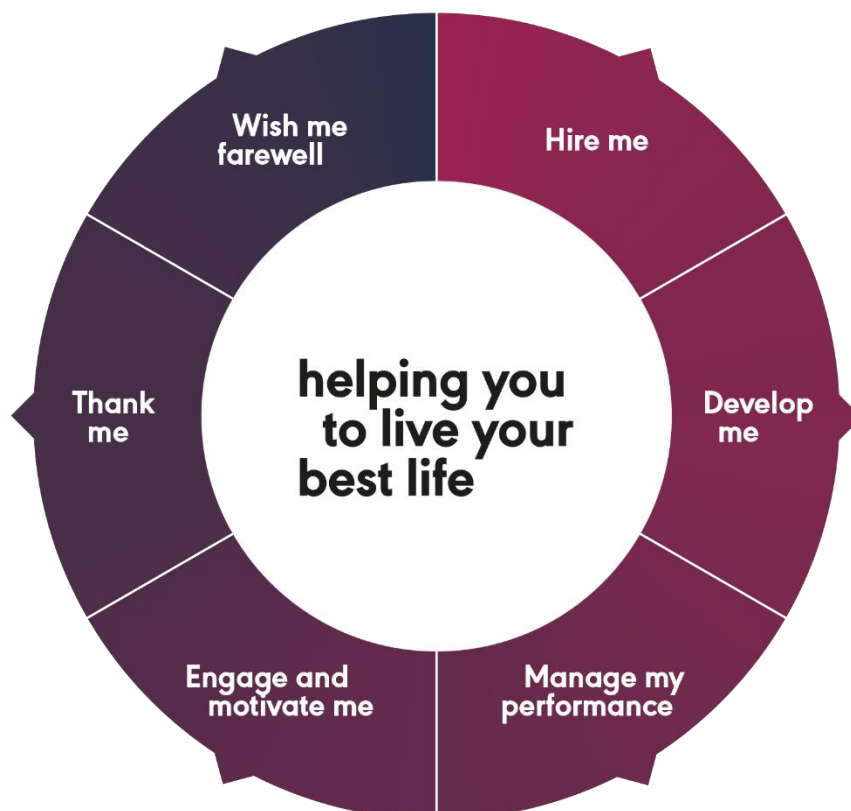 Wish me
farewell
Hire me
Thank
me
helping you
to live your
best life
Develop
me
Engage and
motivate me
Manage my
performance